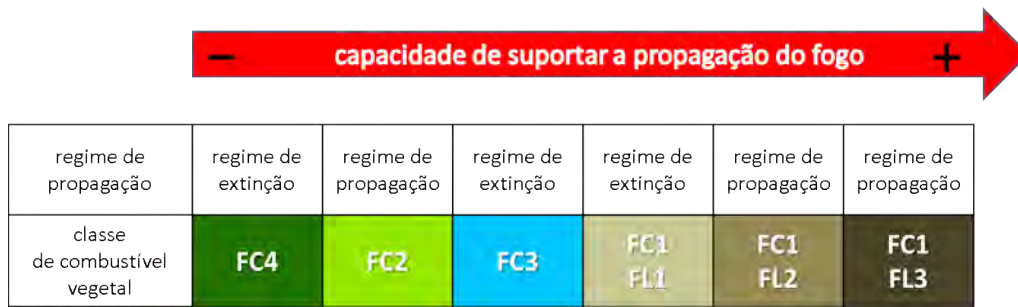 − capacidade de suportar a propagação do fogo +
regime de propagação
regime de extinção
regime de propagação
regime de extinção
regime de extinção
regime de propagação
regime de propagação
classe
de combustível
vegetal
FC4
FC2
FC3
FC1
FL1
FC1
FL2
FC1
FL3